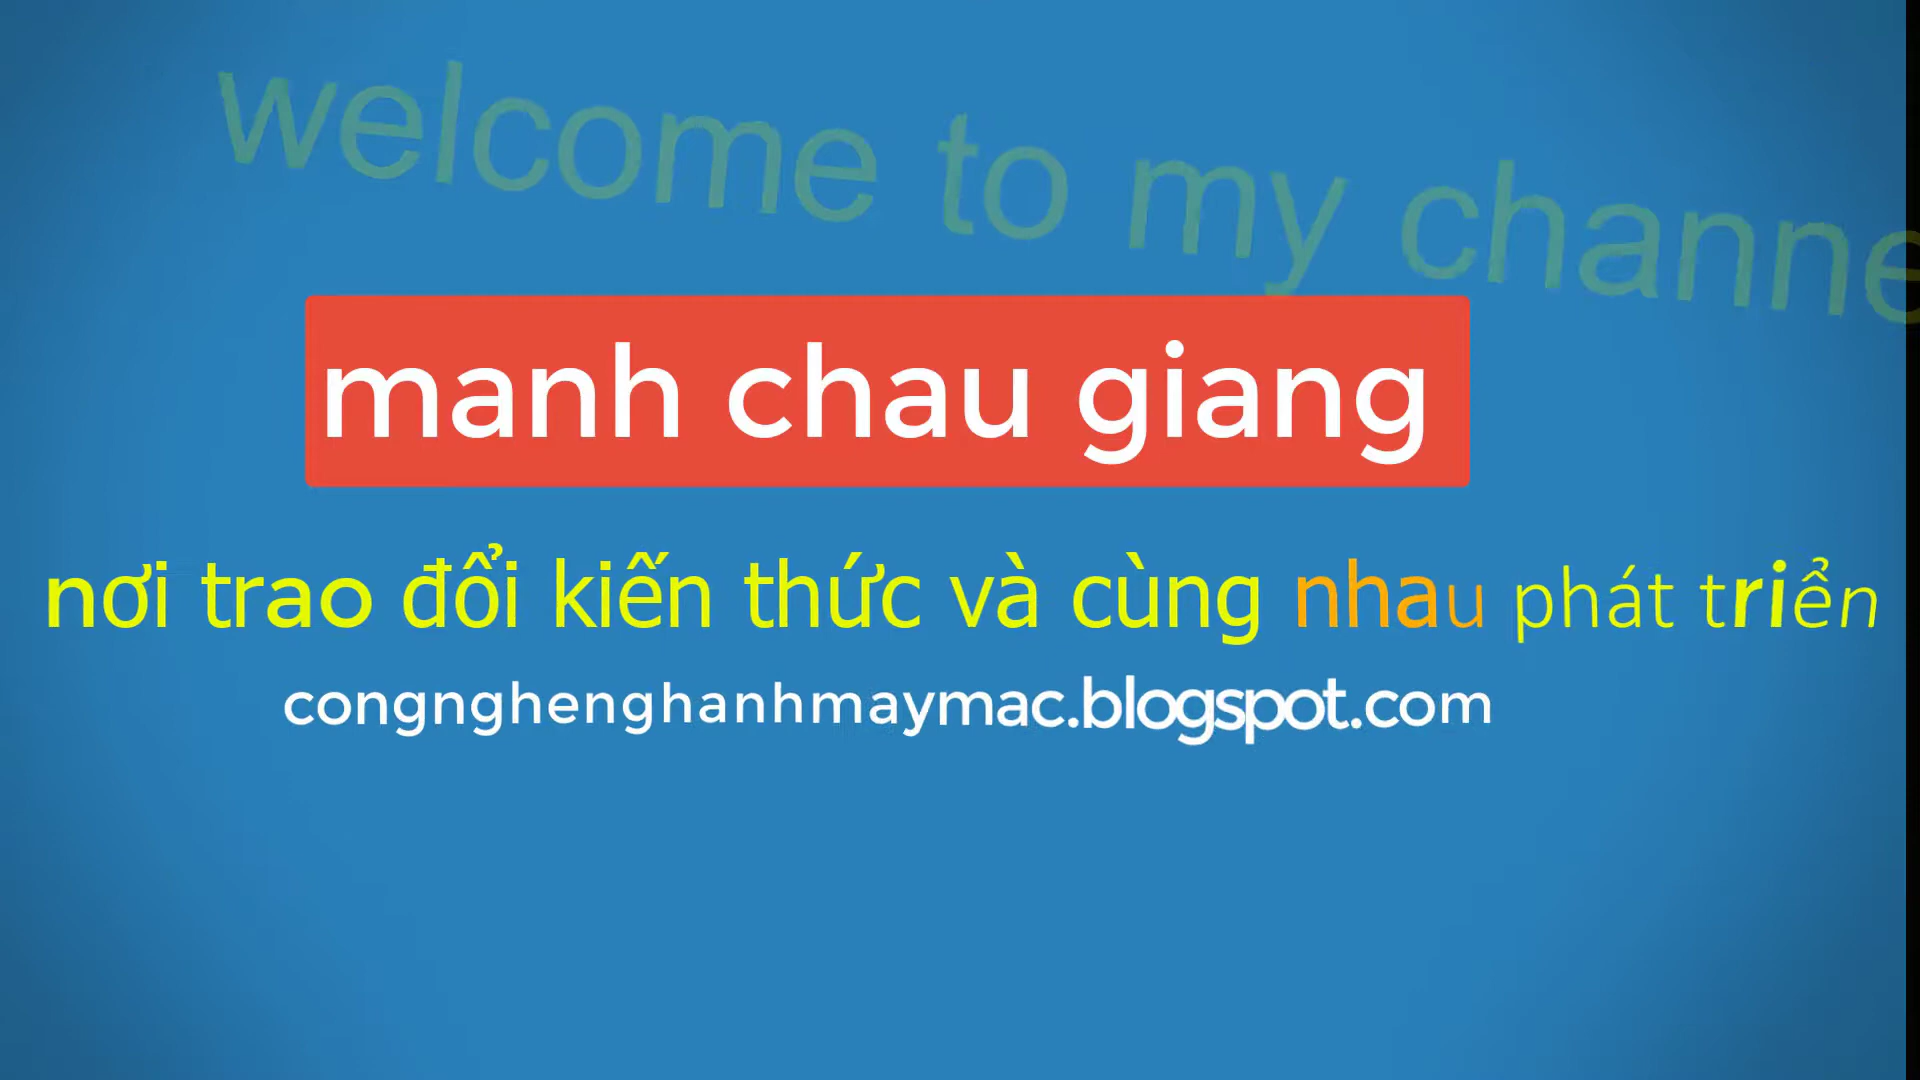 welcome to my channe
manh chau giang
nơi trao đổi kiến thức và cùng nhau phát triển
congnghenghanhmaymac.blogspot.com